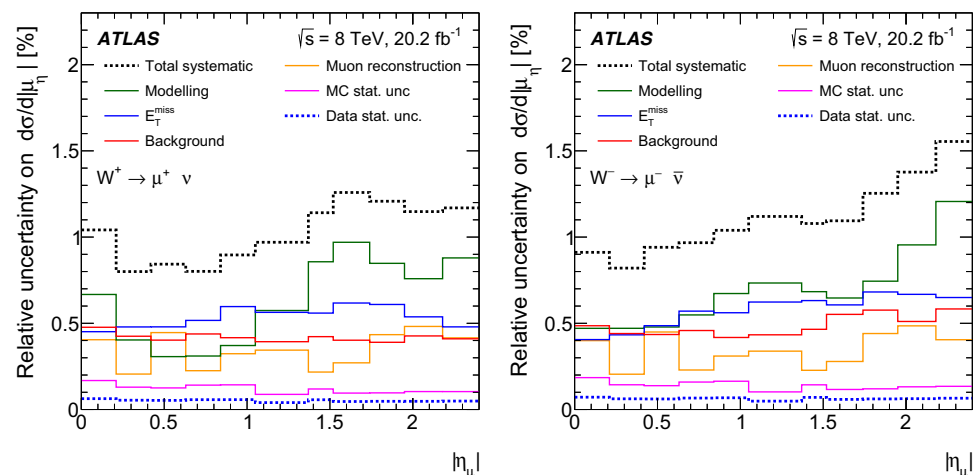 Relative uncertainty on dσ/d|μ_η| [%]
ATLAS
√s = 8 TeV, 20.2 fb⁻¹
Total systematic
Modelling
E_T^miss
Background
Muon reconstruction
MC stat. unc
Data stat. unc.
W⁺ → μ⁺ ν
2
1.5
1
0.5
0
0 0.5 1 1.5 2
|η_μ|
Relative uncertainty on dσ/d|μ_η| [%]
ATLAS
√s = 8 TeV, 20.2 fb⁻¹
Total systematic
Modelling
E_T^miss
Background
Muon reconstruction
MC stat. unc
Data stat. unc.
W⁻ → μ⁻ ν̄
2
1.5
1
0.5
0
0 0.5 1 1.5 2
|η_μ|